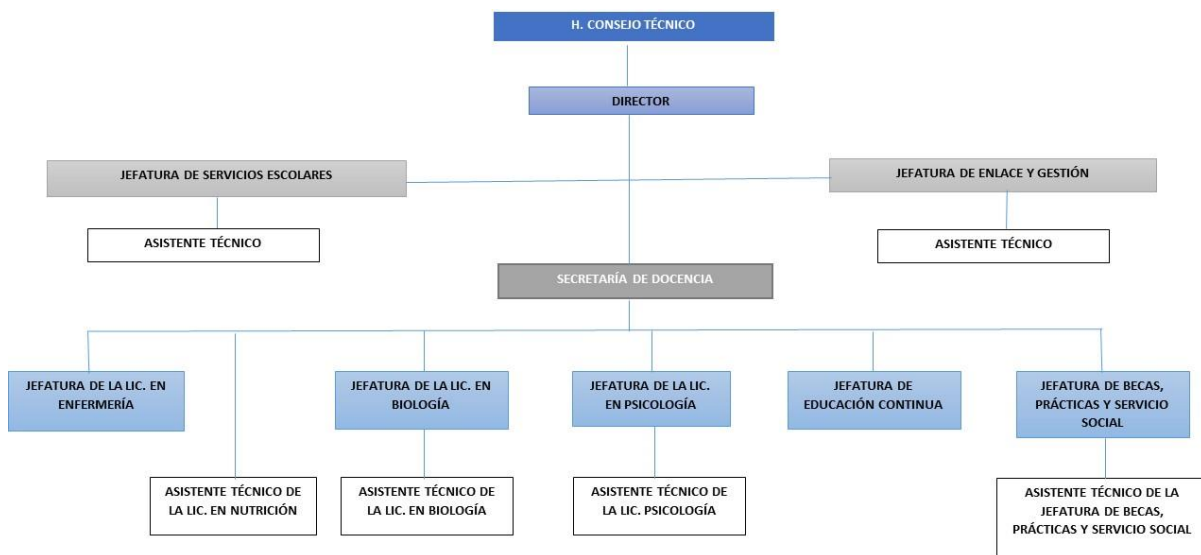 H. CONSEJO TÉCNICO
DIRECTOR
JEFATURA DE SERVICIOS ESCOLARES
JEFATURA DE ENLACE Y GESTIÓN
ASISTENTE TÉCNICO
ASISTENTE TÉCNICO
SECRETARÍA DE DOCENCIA
JEFATURA DE LA LIC. EN
ENFERMERÍA
JEFATURA DE LA LIC. EN
BIOLOGÍA
JEFATURA DE LA LIC.
EN PSICOLOGÍA
JEFATURA DE
EDUCACIÓN CONTINUA
JEFATURA DE BECAS,
PRÁCTICAS Y SERVICIO
SOCIAL
ASISTENTE TÉCNICO DE
LA LIC. EN NUTRICIÓN
ASISTENTE TÉCNICO DE
LA LIC. EN BIOLOGÍA
ASISTENTE TÉCNICO DE
LA LIC. PSICOLOGÍA
ASISTENTE TÉCNICO DE LA
JEFATURA DE BECAS,
PRÁCTICAS Y SERVICIO SOCIAL